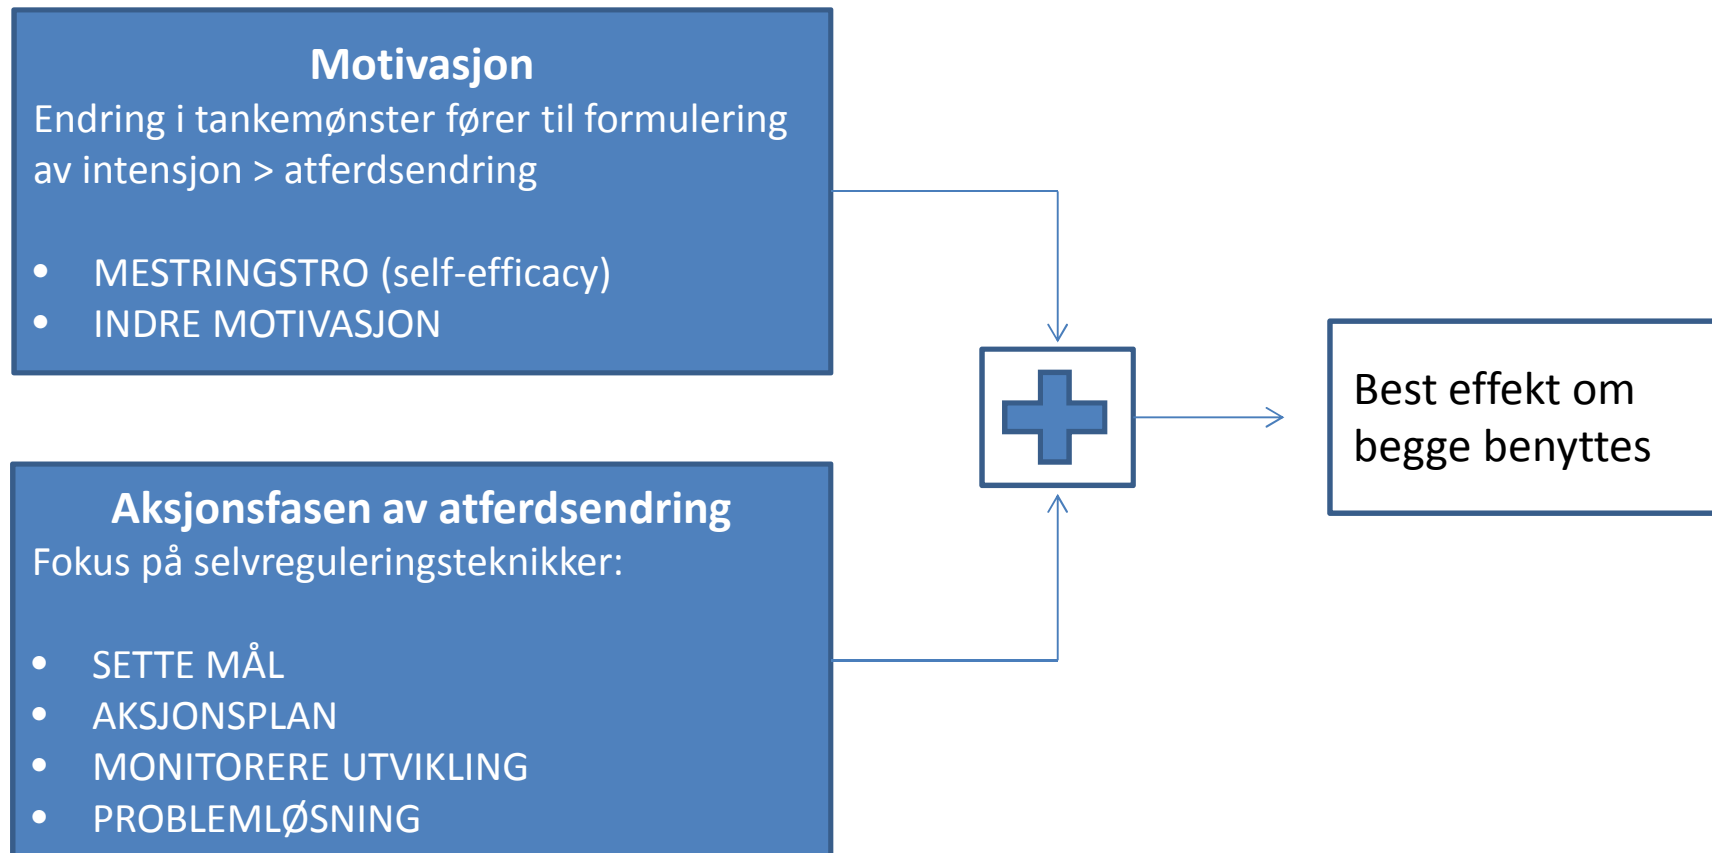 Motivasjon
Endring i tankemønster fører til formulering
av intensjon > atferdsendring
• MESTRINGSTRO (self-efficacy)
• INDRE MOTIVASJON
Aksjonsfasen av atferdsendring
Fokus på selvreguleringsteknikker:
• SETTE MÅL
• AKSJONSPLAN
• MONITORERE UTVIKLING
• PROBLEMLØSNING
Best effekt om
begge benyttes